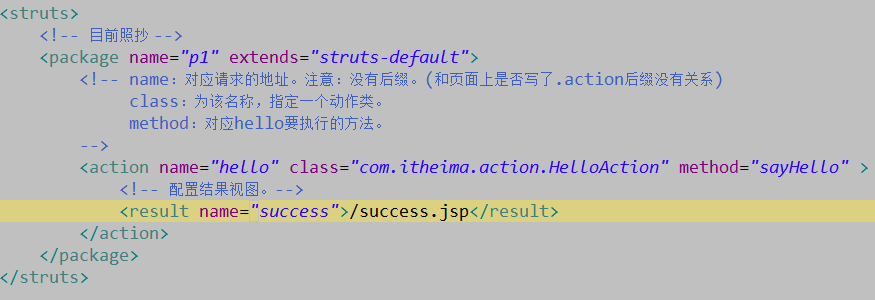 <struts>
<!-- 目前照抄 -->
<package name="p1" extends="struts-default">
<!-- name：对应请求的地址。注意：没有后缀。(和页面上是否写了.action后缀没有关系)
class：为该名称，指定一个动作类。
method：对应hello要执行的方法。
-->
<action name="hello" class="com.itheima.action.HelloAction" method="sayHello" >
<!-- 配置结果视图。-->
<result name="success">/success.jsp</result>
</action>
</package>
</struts>